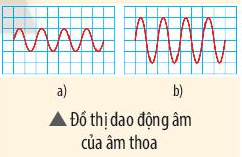 a)
b)
▲ Đồ thị dao động âm
của âm thoa